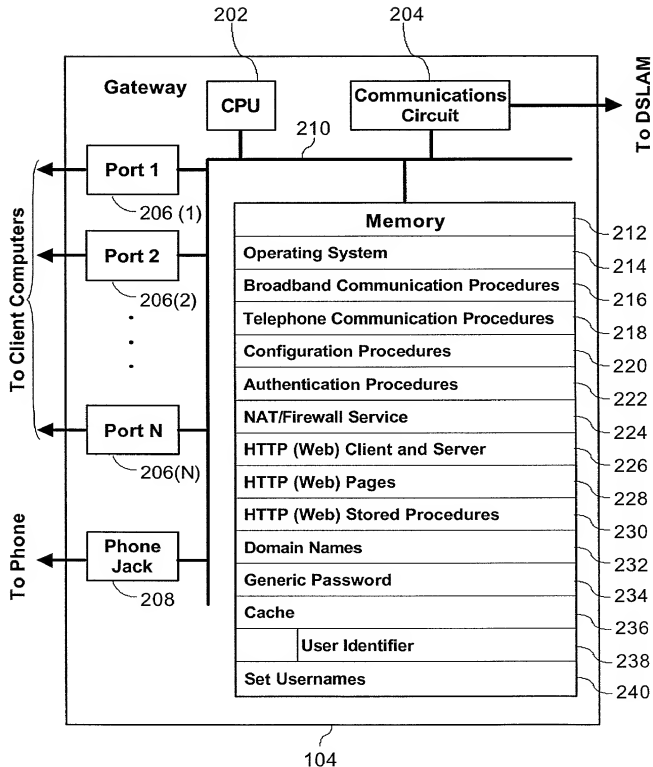 202
204
Gateway
CPU
Communications
Circuit
To DSLAM
210
Port 1
206 (1)
Port 2
206(2)
Port N
206(N)
To Client Computers
Phone
Jack
208
To Phone
Memory
212
Operating System
214
Broadband Communication Procedures
216
Telephone Communication Procedures
218
Configuration Procedures
220
Authentication Procedures
222
NAT/Firewall Service
224
HTTP (Web) Client and Server
226
HTTP (Web) Pages
228
HTTP (Web) Stored Procedures
230
Domain Names
232
Generic Password
234
Cache
236
User Identifier
238
Set Usernames
240
104